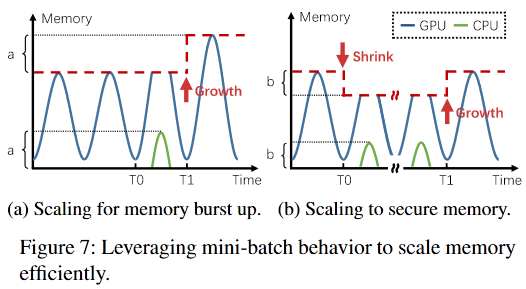 Memory
a
Growth
a
T0
T1
Time
(a) Scaling for memory burst up.
Memory
GPU
CPU
Shrink
b
Growth
b
T0
T1
Time
(b) Scaling to secure memory.
Figure 7: Leveraging mini-batch behavior to scale memory
efficiently.